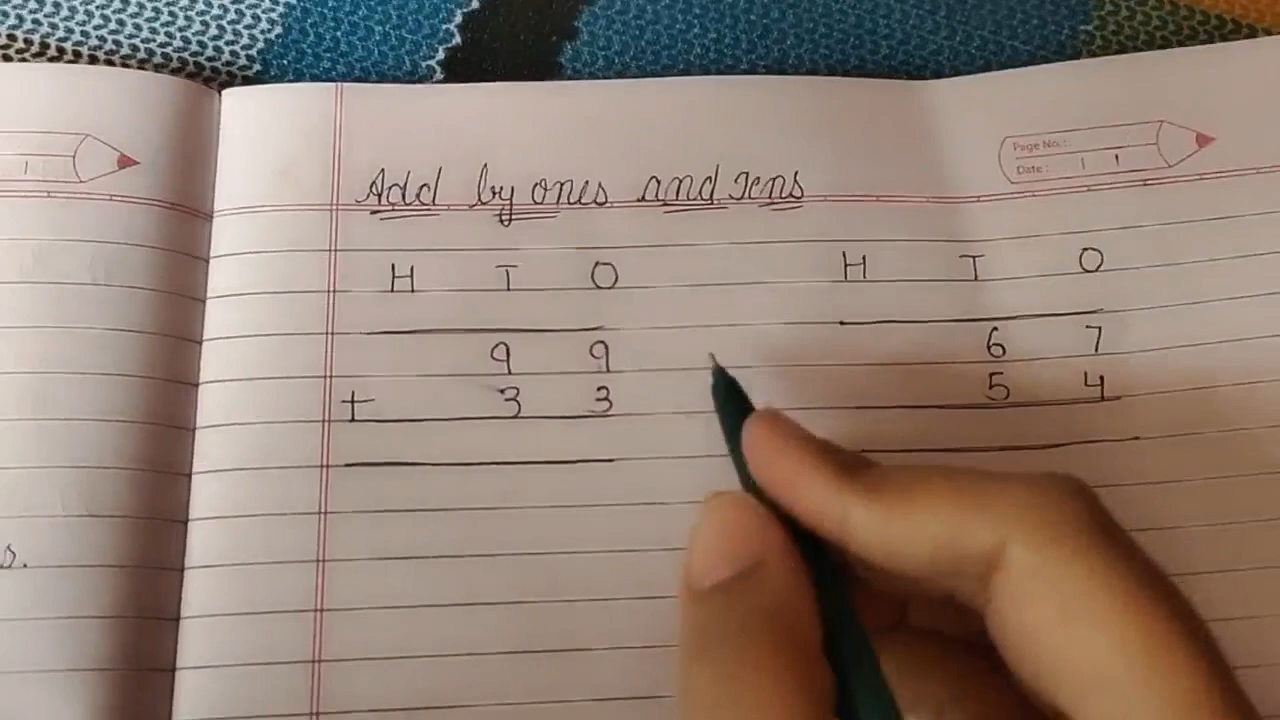 Page No.:
Date:
Add by ones and Tens
H T O H T O
9 9 6 7
+ 3 3 5 4
s.